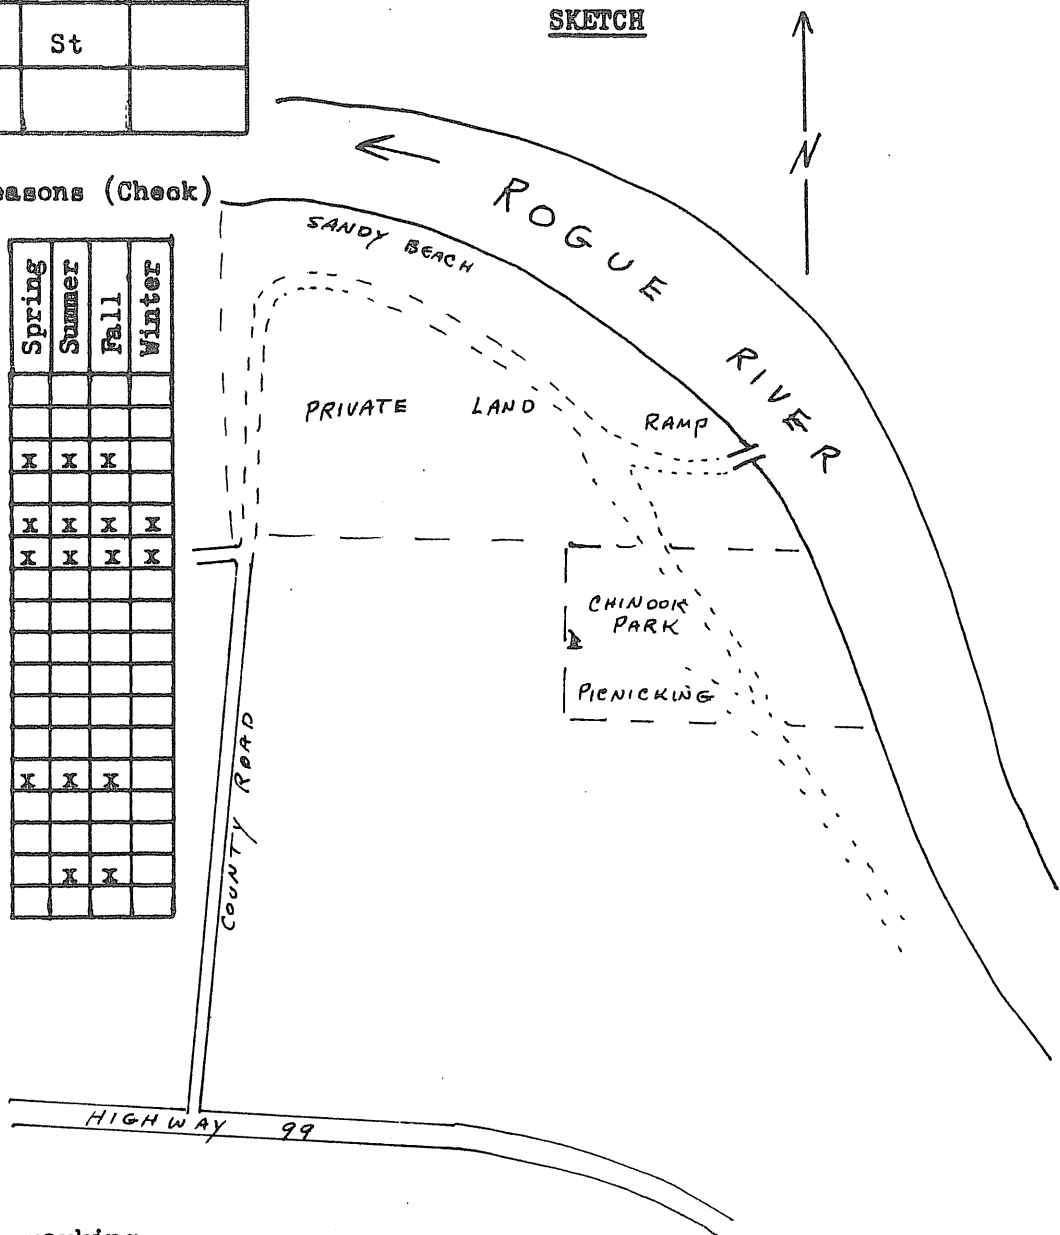 SKETCH
St
N
easons (Check)
ROGUE RIVER
SANDY BEACH
Spring Summer Fall Winter
PRIVATE LAND
RAMP
x x x
x x x x
x x x x
CHINOOK
PARK
PICNICKING
COUNTY ROAD
x x x
x x
HIGHWAY 99